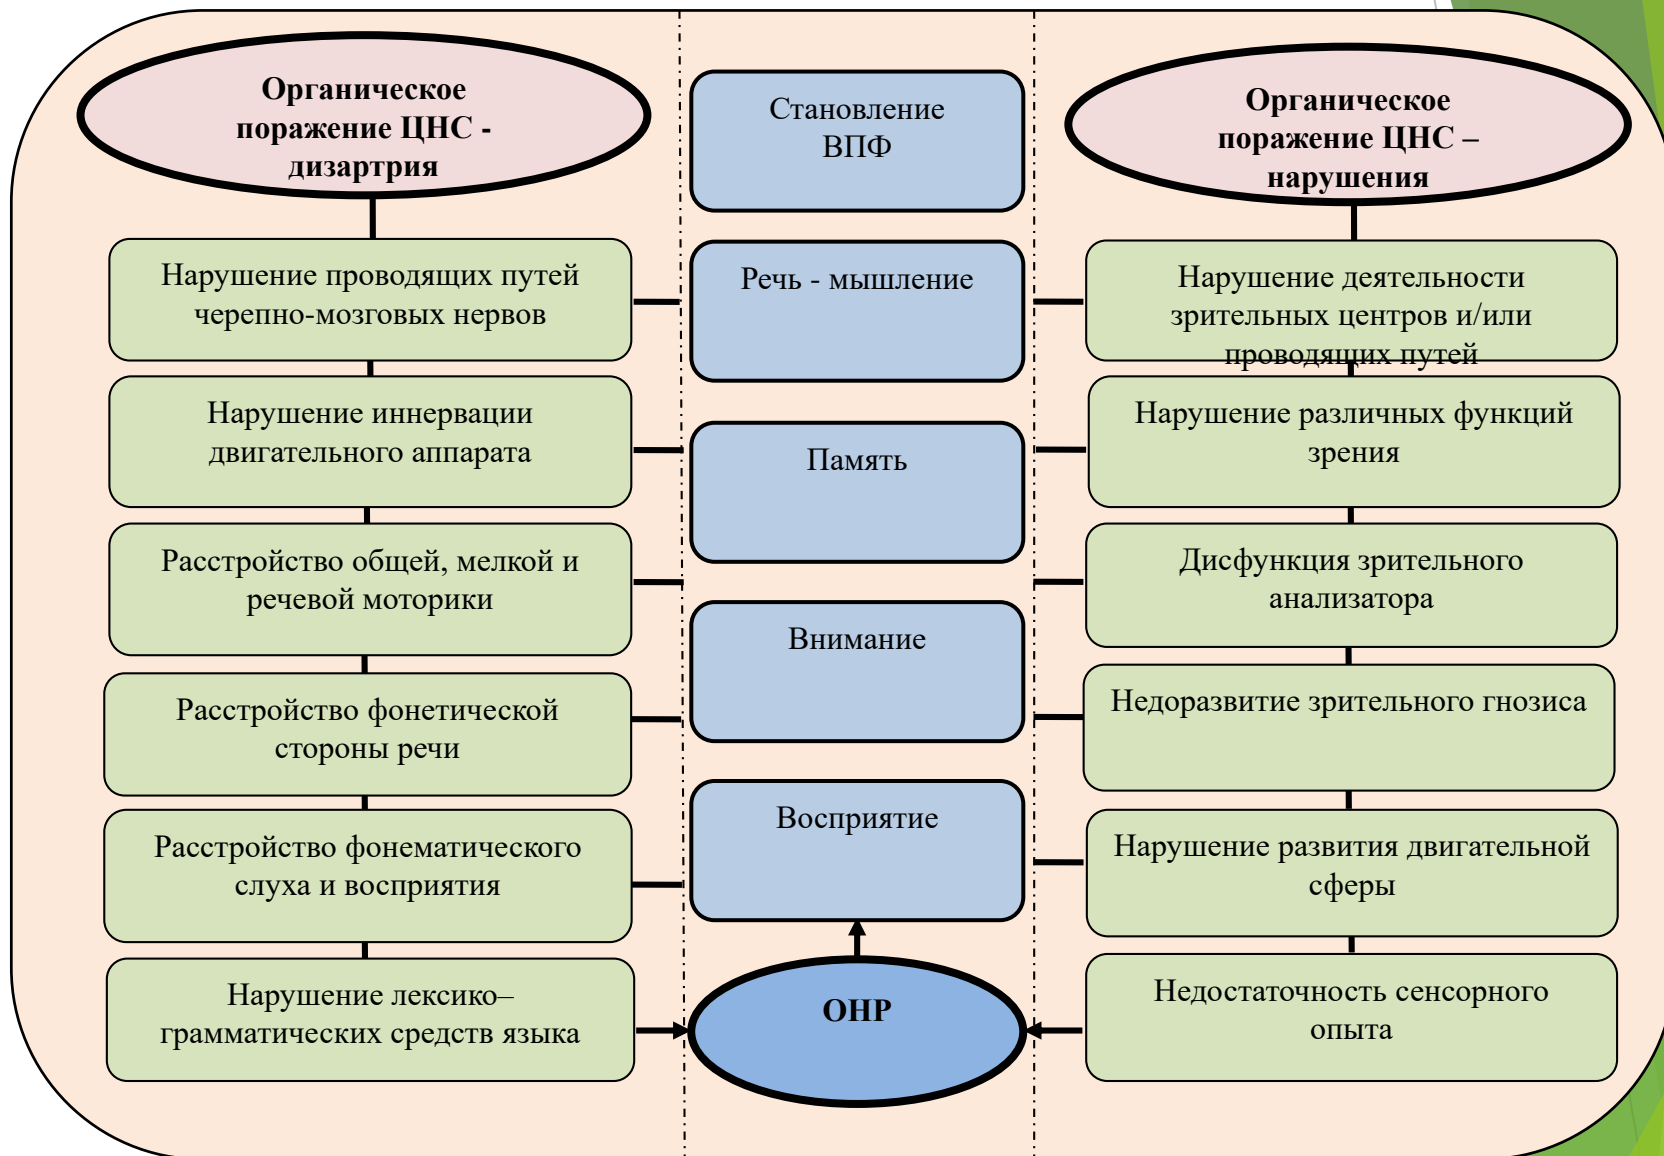 Органическое
поражение ЦНС -
дизартрия
Нарушение проводящих путей
черепно-мозговых нервов
Нарушение иннервации
двигательного аппарата
Расстройство общей, мелкой и
речевой моторики
Расстройство фонетической
стороны речи
Расстройство фонематического
слуха и восприятия
Нарушение лексико–
грамматических средств языка
Становление
ВПФ
Речь - мышление
Память
Внимание
Восприятие
ОНР
Органическое
поражение ЦНС –
нарушения
Нарушение деятельности
зрительных центров и/или
проводящих путей
Нарушение различных функций
зрения
Дисфункция зрительного
анализатора
Недоразвитие зрительного гнозиса
Нарушение развития двигательной
сферы
Недостаточность сенсорного
опыта